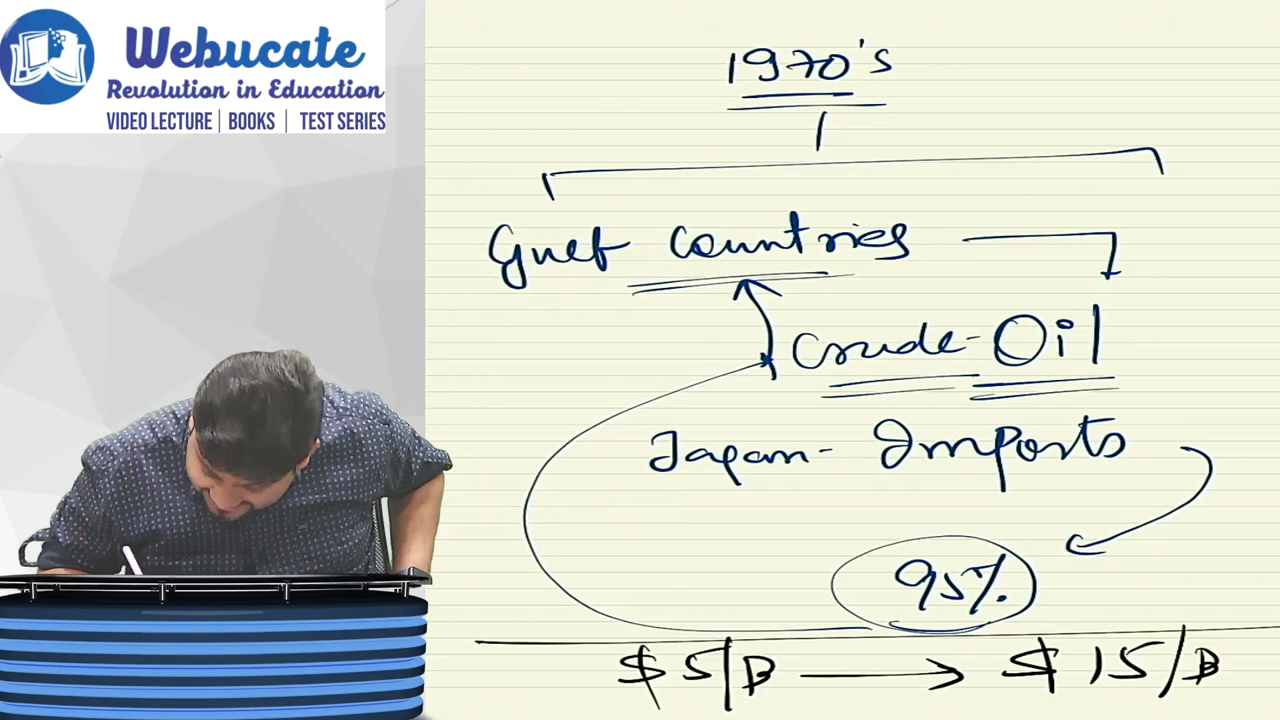 Webucate
Revolution in Education
VIDEO LECTURE | BOOKS | TEST SERIES
1970's
Gulf countries
Crude-Oil
Japan- Imports
95%
$5/B → $15/B